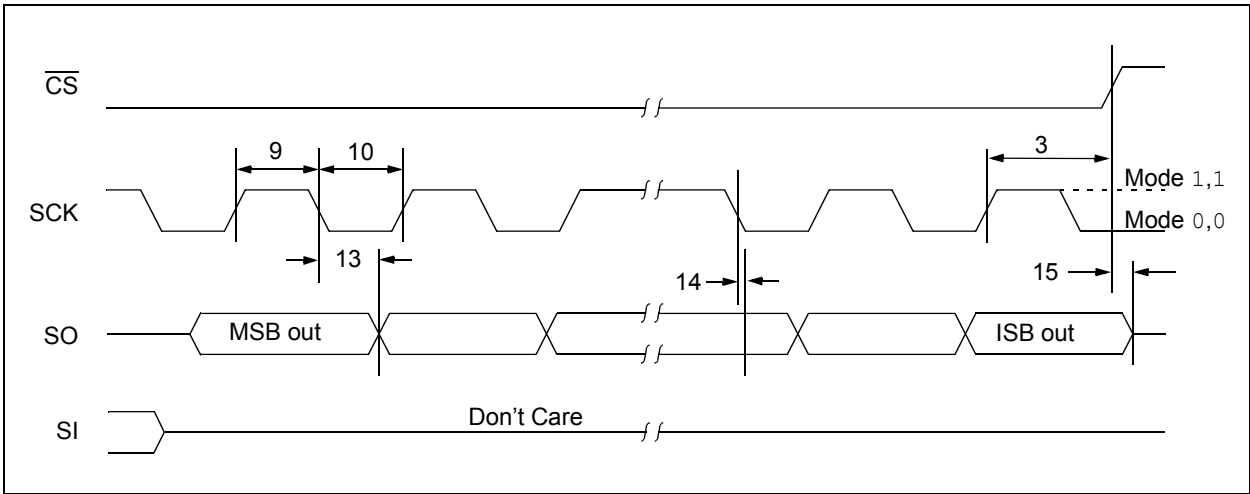 CS
9
10
3
Mode 1,1
SCK
Mode 0,0
13
14
15
SO
MSB out
ISB out
Don't Care
SI